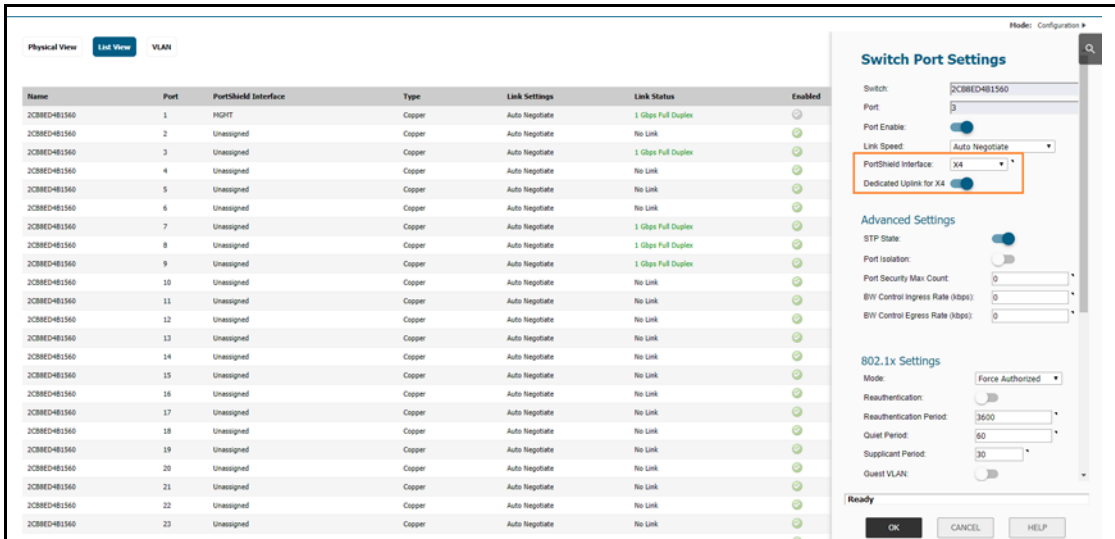 Mode: Configuration
Physical View List View VLAN
Name Port PortShield Interface Type Link Settings Link Status Enabled
2CB8ED4B1560 1 MGMT Copper Auto Negotiate 1 Gbps Full Duplex
2CB8ED4B1560 2 Unassigned Copper Auto Negotiate No Link
2CB8ED4B1560 3 Unassigned Copper Auto Negotiate 1 Gbps Full Duplex
2CB8ED4B1560 4 Unassigned Copper Auto Negotiate No Link
2CB8ED4B1560 5 Unassigned Copper Auto Negotiate No Link
2CB8ED4B1560 6 Unassigned Copper Auto Negotiate No Link
2CB8ED4B1560 7 Unassigned Copper Auto Negotiate 1 Gbps Full Duplex
2CB8ED4B1560 8 Unassigned Copper Auto Negotiate 1 Gbps Full Duplex
2CB8ED4B1560 9 Unassigned Copper Auto Negotiate 1 Gbps Full Duplex
2CB8ED4B1560 10 Unassigned Copper Auto Negotiate No Link
2CB8ED4B1560 11 Unassigned Copper Auto Negotiate No Link
2CB8ED4B1560 12 Unassigned Copper Auto Negotiate No Link
2CB8ED4B1560 13 Unassigned Copper Auto Negotiate No Link
2CB8ED4B1560 14 Unassigned Copper Auto Negotiate No Link
2CB8ED4B1560 15 Unassigned Copper Auto Negotiate No Link
2CB8ED4B1560 16 Unassigned Copper Auto Negotiate No Link
2CB8ED4B1560 17 Unassigned Copper Auto Negotiate No Link
2CB8ED4B1560 18 Unassigned Copper Auto Negotiate No Link
2CB8ED4B1560 19 Unassigned Copper Auto Negotiate No Link
2CB8ED4B1560 20 Unassigned Copper Auto Negotiate No Link
2CB8ED4B1560 21 Unassigned Copper Auto Negotiate No Link
2CB8ED4B1560 22 Unassigned Copper Auto Negotiate No Link
2CB8ED4B1560 23 Unassigned Copper Auto Negotiate No Link
Switch Port Settings
Switch: 2CB8ED4B1560
Port: 3
Port Enable:
Link Speed: Auto Negotiate
PortShield Interface: X4
Dedicated Uplink for X4
Advanced Settings
STP State:
Port Isolation:
Port Security Max Count: 0
BW Control Ingress Rate (kbps): 0
BW Control Egress Rate (kbps): 0
802.1x Settings
Mode: Force Authorized
Reauthentication:
Reauthentication Period: 3600
Quiet Period: 60
Supplicant Period: 30
Guest VLAN:
Ready
OK CANCEL HELP